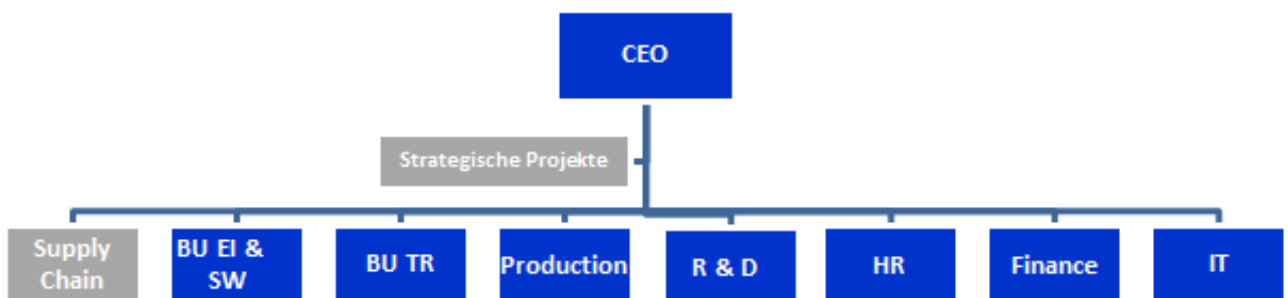 CEO
Strategische Projekte
Supply
Chain
BU EI &
SW
BU TR
Production
R & D
HR
Finance
IT